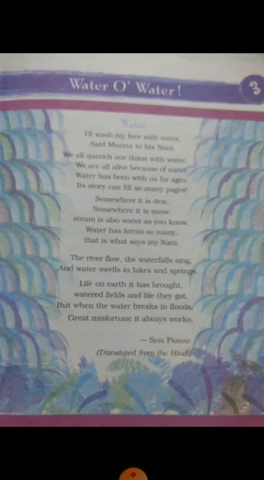 Water O' Water!
3
Water
I'll wash my face with water,
Said Munna to his Nani.
We all quench our thirst with water,
We are all alive because of water.
Water has been with us for ages,
Its story can fill so many pages!
Somewhere it is dew,
Somewhere it is snow,
steam is also water as you know.
Water has forms so many,
that is what says my Nani.
The river flow, the waterfalls sing,
And water swells in lakes and springs.
Life on earth it has brought,
watered fields and life they got,
But when the water breaks in floods,
Great misfortune it always works.
— Prasad
(Translated from the Hindi)